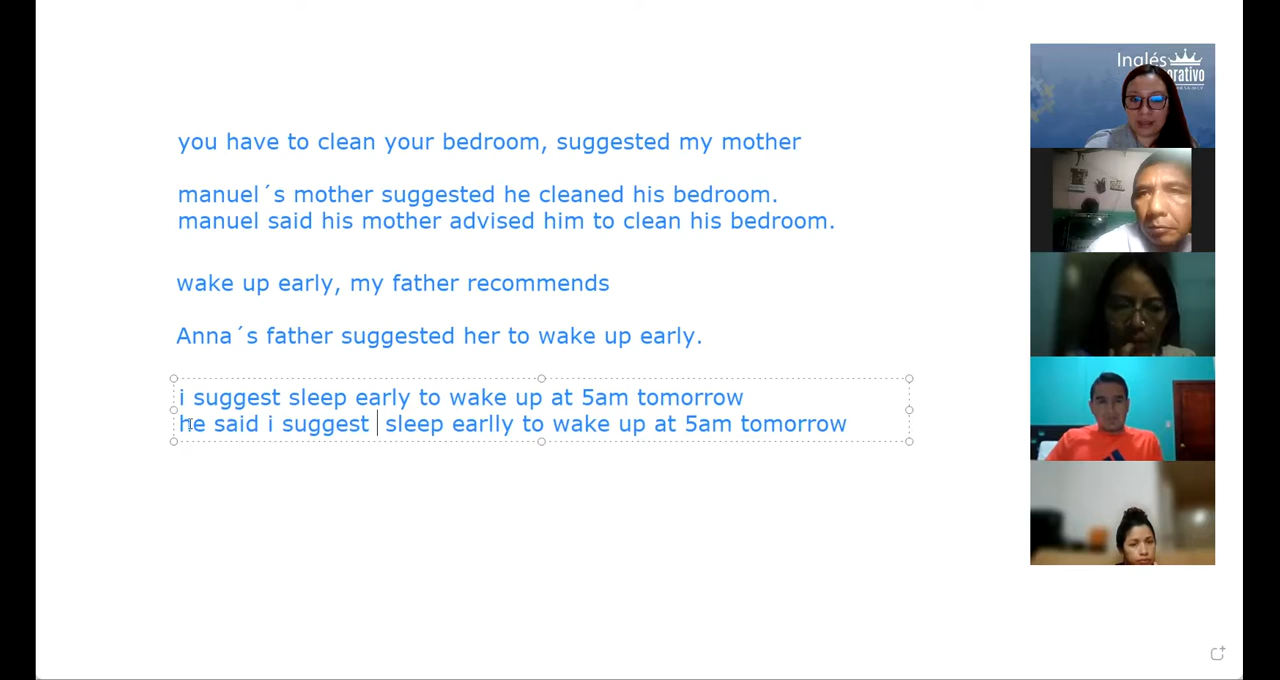 Inglés
orativo
you have to clean your bedroom, suggested my mother
manuel´s mother suggested he cleaned his bedroom.
manuel said his mother advised him to clean his bedroom.
wake up early, my father recommends
Anna´s father suggested her to wake up early.
i suggest sleep early to wake up at 5am tomorrow
he said i suggest sleep earlly to wake up at 5am tomorrow